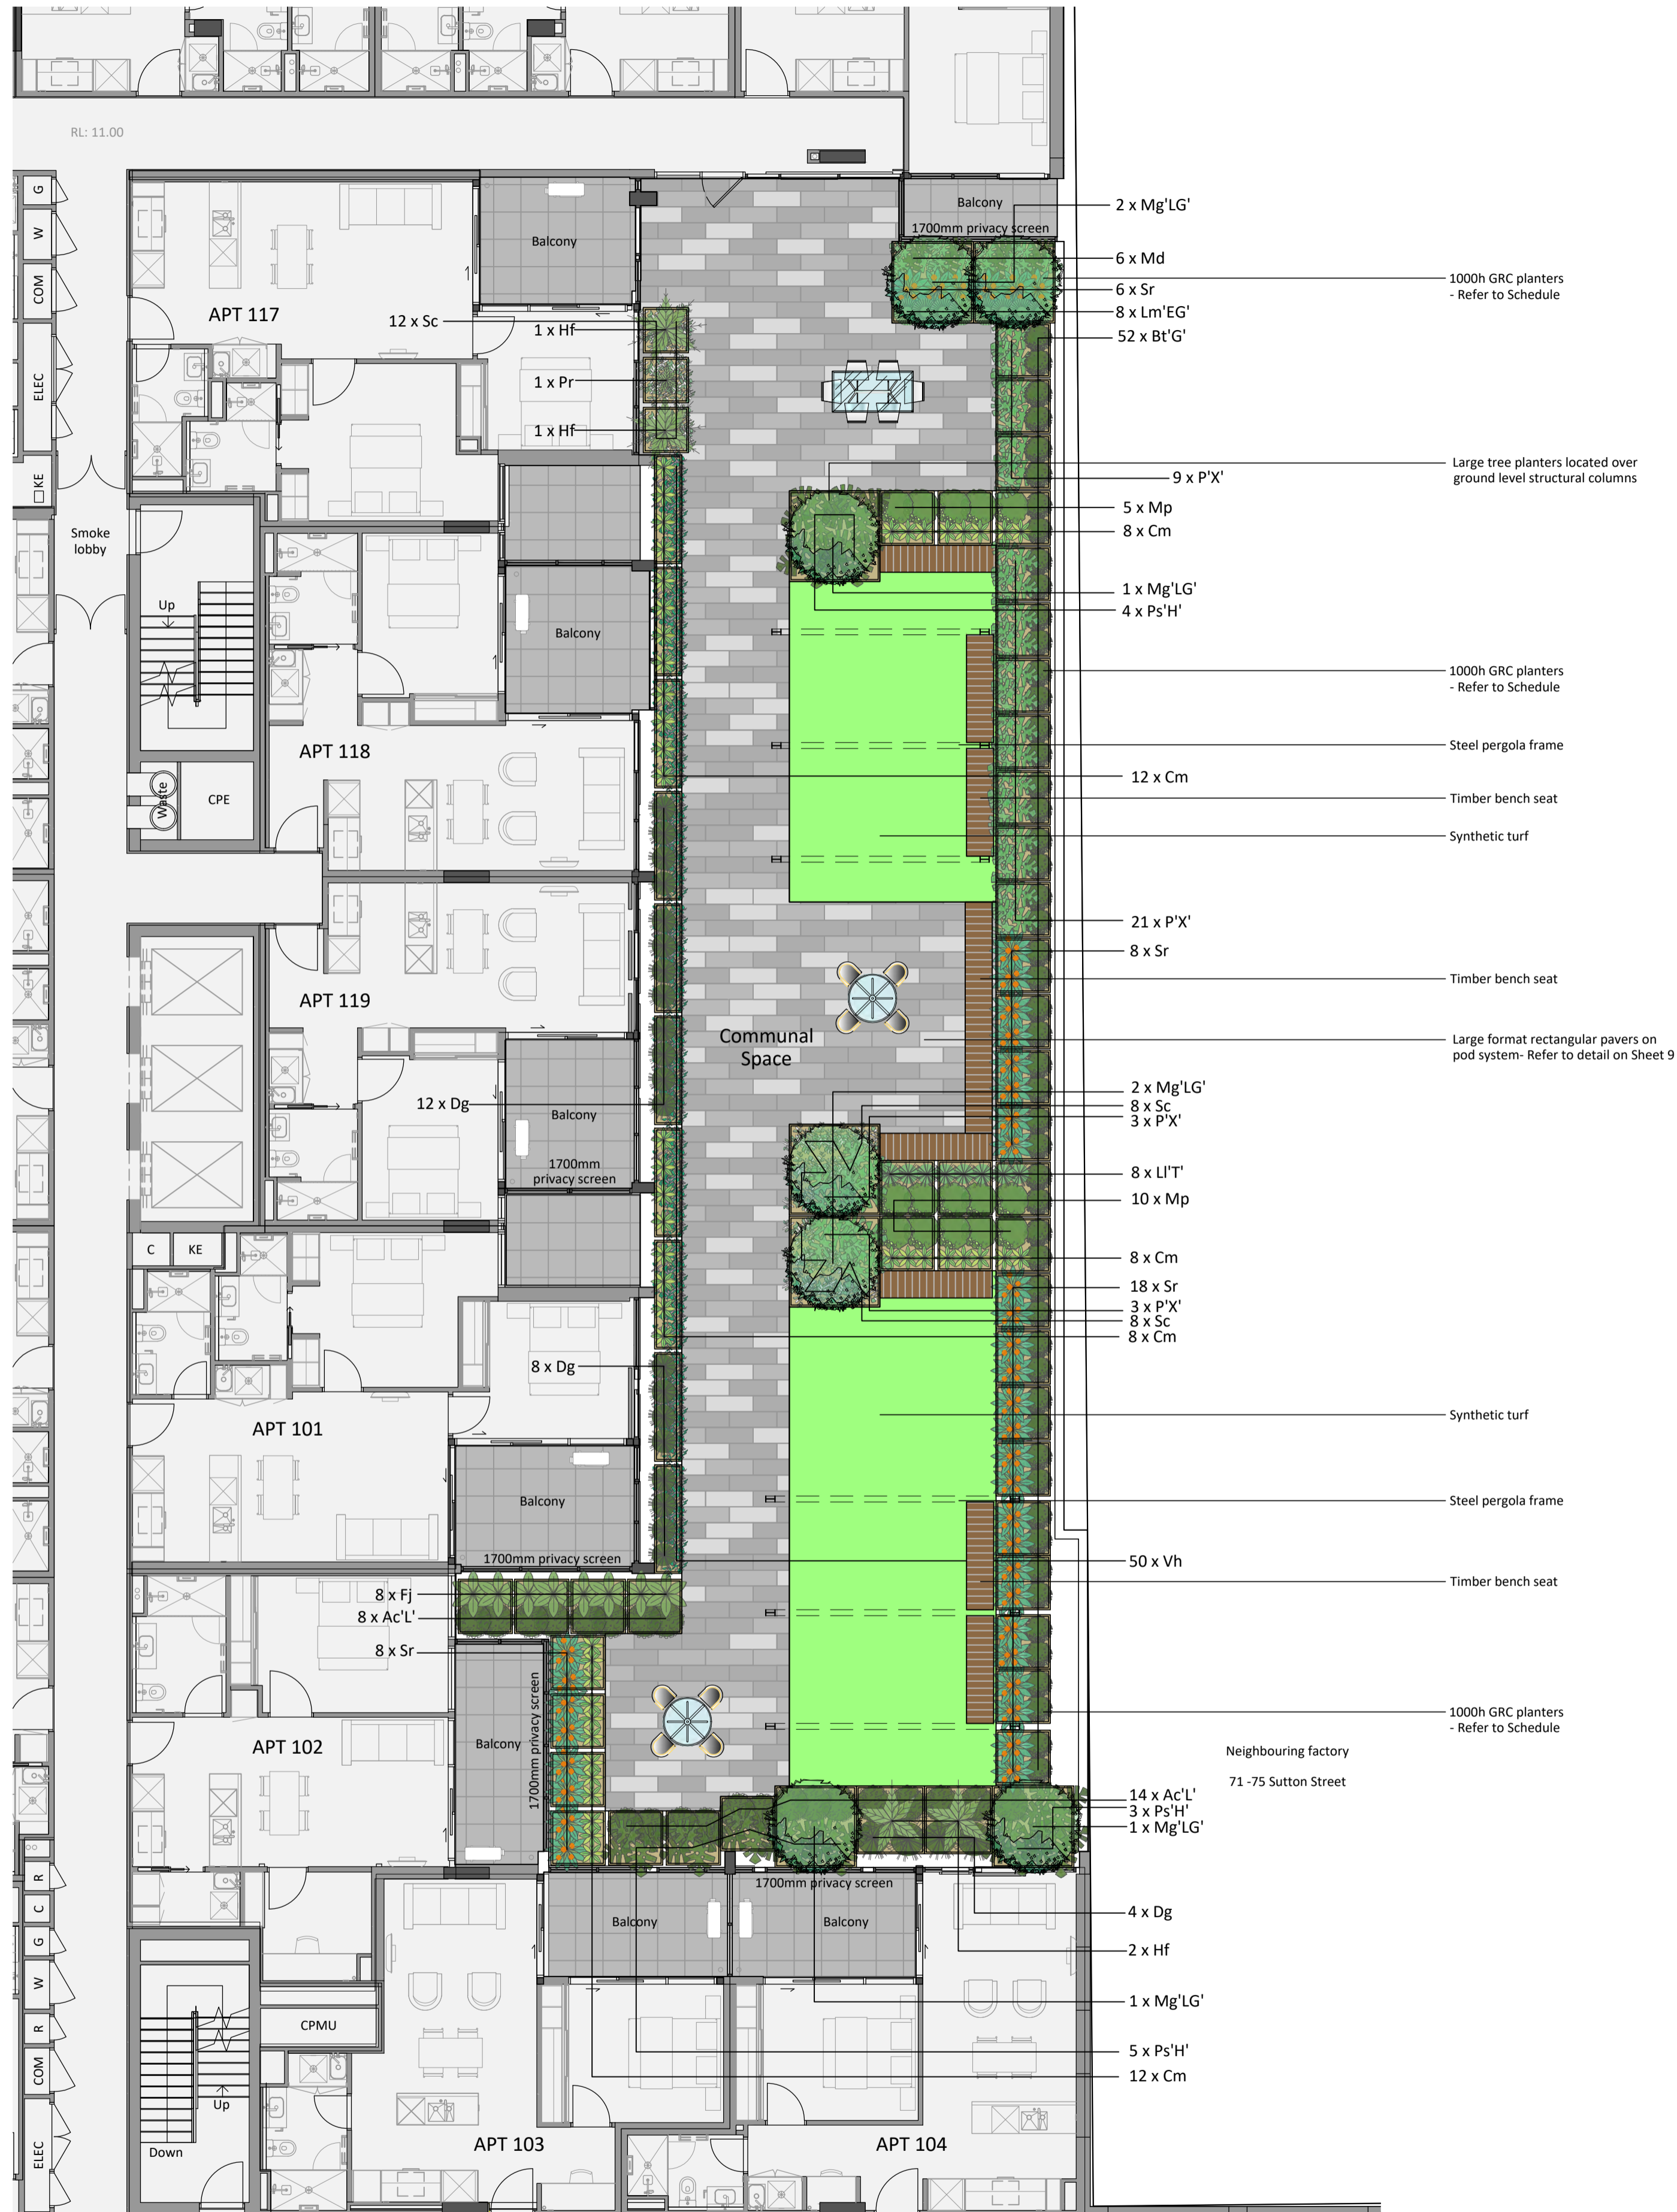 RL: 11.00
G
W
COM
ELEC
KE
APT 117
Balcony
Balcony
1700mm privacy screen
12 x Sc
1 x Hf
1 x Pr
1 x Hf
2 x Mg'LG'
6 x Md
6 x Sr
8 x Lm'EG'
52 x Bt'G'
1000h GRC planters
- Refer to Schedule
9 x P'X'
Large tree planters located over
ground level structural columns
5 x Mp
8 x Cm
Smoke
lobby
Up
1 x Mg'LG'
4 x Ps'H'
Balcony
1000h GRC planters
- Refer to Schedule
APT 118
Steel pergola frame
12 x Cm
Waste
CPE
Timber bench seat
Synthetic turf
21 x P'X'
8 x Sr
Timber bench seat
APT 119
Communal
Space
Large format rectangular pavers on
pod system- Refer to detail on Sheet 9
12 x Dg
Balcony
1700mm
privacy screen
2 x Mg'LG'
8 x Sc
3 x P'X'
8 x Ll'T'
10 x Mp
C
KE
8 x Cm
18 x Sr
3 x P'X'
8 x Sc
8 x Cm
8 x Dg
APT 101
Synthetic turf
Balcony
1700mm privacy screen
Steel pergola frame
50 x Vh
Timber bench seat
8 x Fj
8 x Ac'L'
8 x Sr
1700mm privacy screen
Balcony
APT 102
1000h GRC planters
- Refer to Schedule
Neighbouring factory
71 -75 Sutton Street
14 x Ac'L'
3 x Ps'H'
1 x Mg'LG'
1700mm privacy screen
R
C
G
W
R
COM
ELEC
Balcony
Balcony
4 x Dg
2 x Hf
1 x Mg'LG'
5 x Ps'H'
12 x Cm
CPMU
Up
Down
APT 103
APT 104